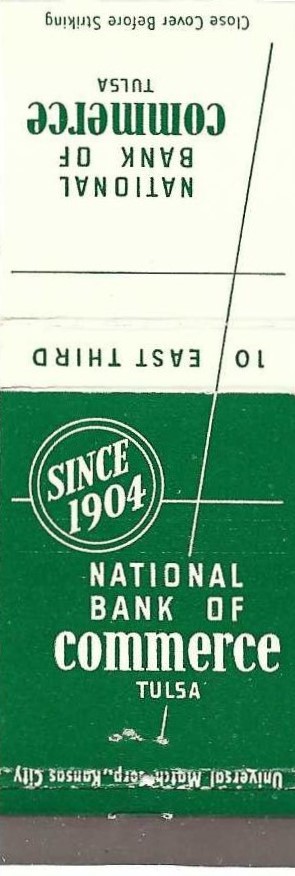 Close Cover Before Striking
NATIONAL
BANK OF
commerce
TULSA
10 EAST THIRD
SINCE
1904
NATIONAL
BANK OF
commerce
TULSA
Universal Match Corp., Kansas City